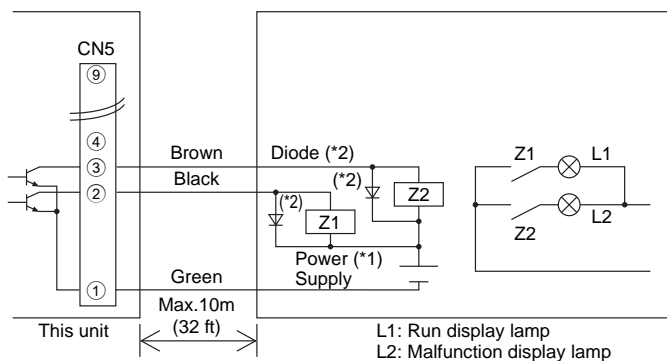 CN5
⑨
④
③
②
①
Brown
Black
Green
Diode (*2)
(*2)
(*2)
Z2
Z1
Power (*1)
Supply
Z1
L1
L2
Z2
This unit
Max.10m
(32 ft)
L1: Run display lamp
L2: Malfunction display lamp